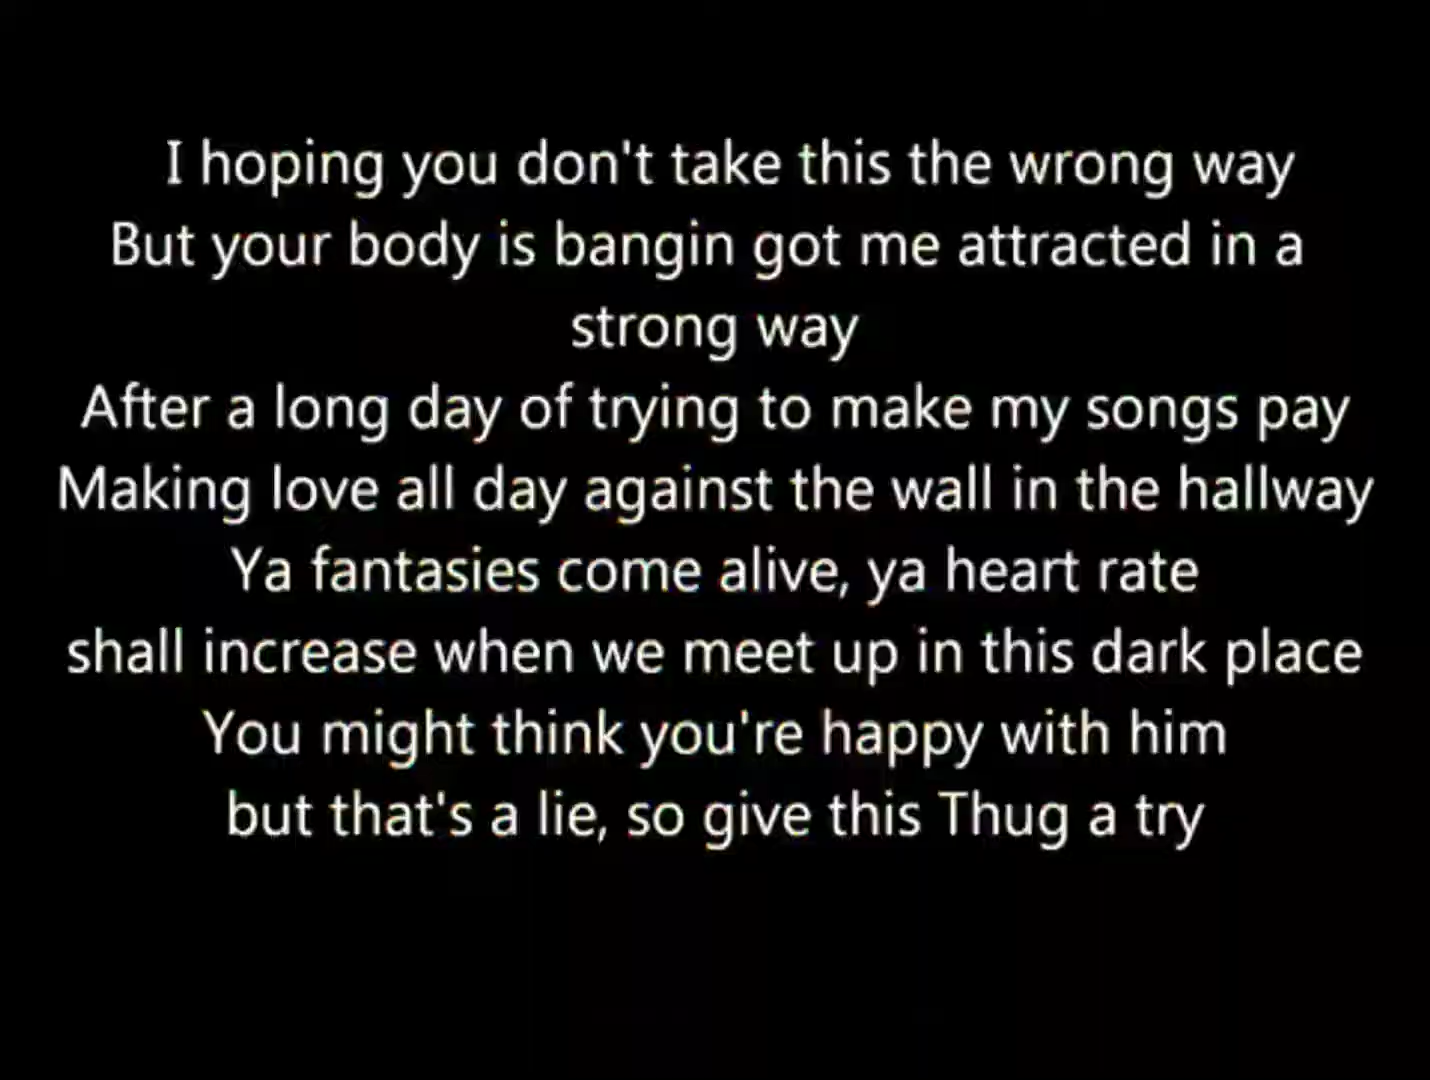 I hoping you don't take this the wrong way
But your body is bangin got me attracted in a
strong way
After a long day of trying to make my songs pay
Making love all day against the wall in the hallway
Ya fantasies come alive, ya heart rate
shall increase when we meet up in this dark place
You might think you're happy with him
but that's a lie, so give this Thug a try